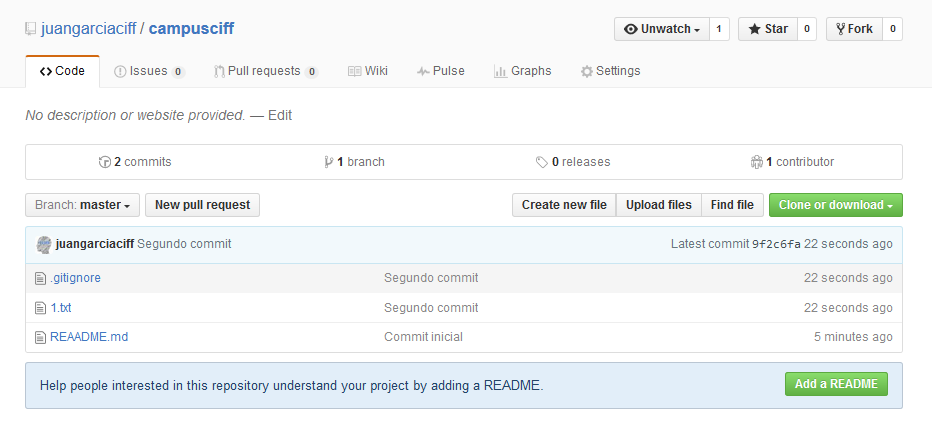 juangarciaciff / campusciff Unwatch 1 Star 0 Fork 0
Code Issues 0 Pull requests 0 Wiki Pulse Graphs Settings
No description or website provided. — Edit
2 commits 1 branch 0 releases 1 contributor
Branch: master New pull request Create new file Upload files Find file Clone or download
juangarciaciff Segundo commit Latest commit 9f2c6fa 22 seconds ago
.gitignore Segundo commit 22 seconds ago
1.txt Segundo commit 22 seconds ago
REAADME.md Commit inicial 5 minutes ago
Help people interested in this repository understand your project by adding a README. Add a README